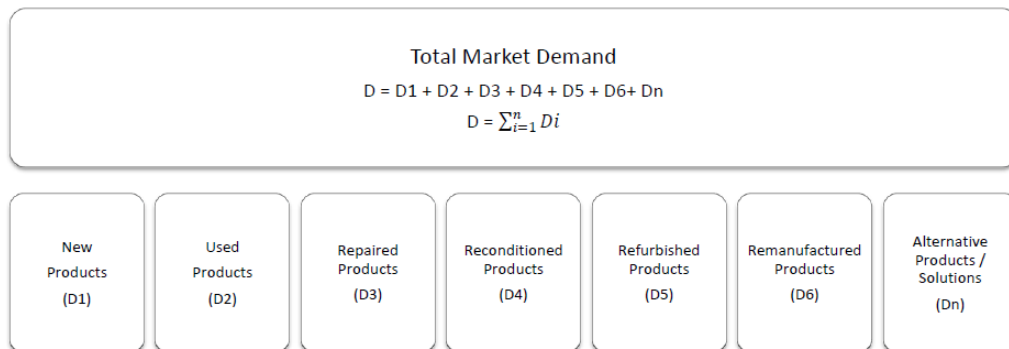 Total Market Demand
D = D1 + D2 + D3 + D4 + D5 + D6+ Dn
D = ∑ⁿᵢ₌₁ Di
New
Products
(D1)
Used
Products
(D2)
Repaired
Products
(D3)
Reconditioned
Products
(D4)
Refurbished
Products
(D5)
Remanufactured
Products
(D6)
Alternative
Products /
Solutions
(Dn)